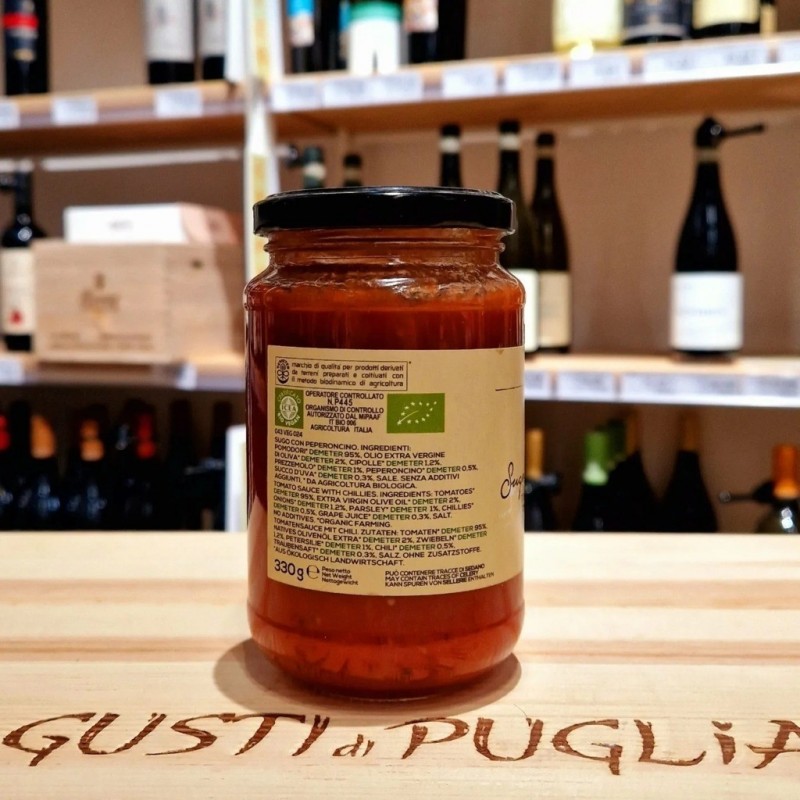 marchio di qualità per prodotti derivati
da terreni preparati e coltivati con
il metodo biodinamico di agricoltura
OPERATORE CONTROLLATO
N.P445
ORGANISMO DI CONTROLLO
AUTORIZZATO DAL MIPAAF
IT BIO 006
AGRICOLTURA ITALIA
043 VEG 024
SUGO CON PEPERONCINO. INGREDIENTI:
POMODORI* DEMETER 95%, OLIO EXTRA VERGINE
DI OLIVA* DEMETER 2%, CIPOLLE* DEMETER 1,2%,
PREZZEMOLO* DEMETER 1%, PEPERONCINO* DEMETER 0.5%,
SUCCO D'UVA* DEMETER 0,3%, SALE. SENZA ADDITIVI
AGGIUNTI, *DA AGRICOLTURA BIOLOGICA.
TOMATO SAUCE WITH CHILLIES. INGREDIENTS: TOMATOES*
DEMETER 95%, EXTRA VIRGIN OLIVE OIL* DEMETER 2%,
ONIONS* DEMETER 1,2%, PARSLEY* DEMETER 1%, CHILLIES*
DEMETER 0,5%, GRAPE JUICE* DEMETER 0.3%, SALT.
NO ADDITIVES. *ORGANIC FARMING.
TOMATENSAUCE MIT CHILI. ZUTATEN: TOMATEN* DEMETER 95%,
NATIVES OLIVENÖL EXTRA* DEMETER 2%, ZWIEBELN* DEMETER
1,2%, PETERSILIE* DEMETER 1%, CHILI* DEMETER 0,5%,
TRAUBENSAFT* DEMETER 0.3%, SALZ. OHNE ZUSATZSTOFFE.
*AUS ÖKOLOGISCH LANDWIRTSCHAFT.
330g e Peso netto
Net Weight
Nettogewicht
PUÒ CONTENERE TRACCE DI SEDANO
MAY CONTAIN TRACES OF CELERY
KANN SPUREN VON SELLERIE ENTHALTEN
GUSTI di PUGLIA